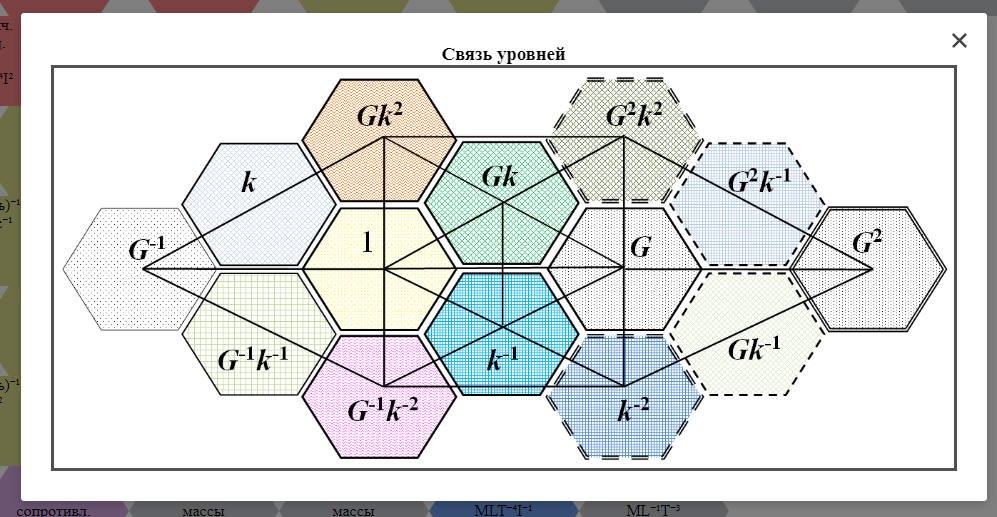 Связь уровней
×
Gk²
G²k²
k
Gk
G²k⁻¹
G⁻¹
1
G
G²
G⁻¹k⁻¹
k⁻¹
Gk⁻¹
G⁻¹k⁻²
k⁻²
сопротивл.
массы
массы
MLT⁻⁴I⁻¹
ML⁻¹T⁻³